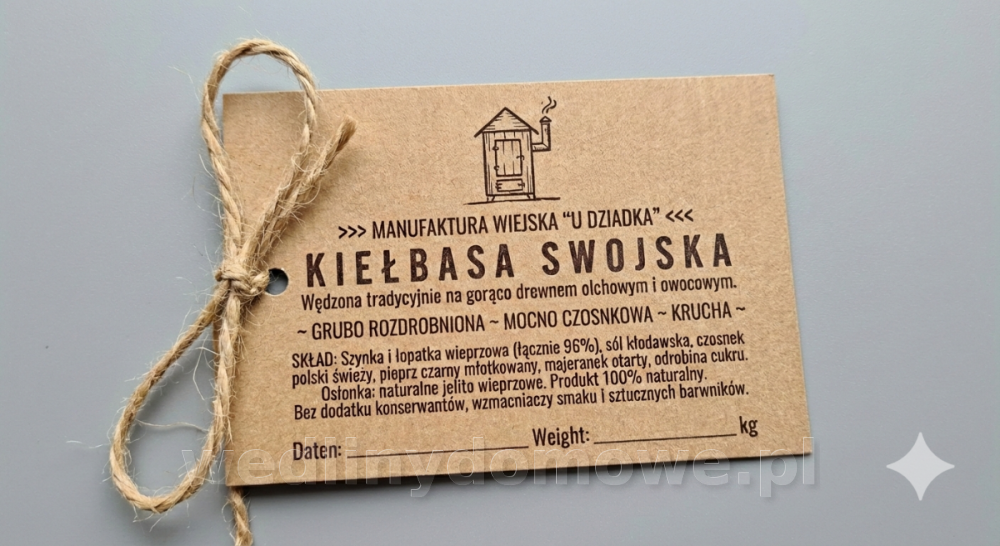 >>> MANUFAKTURA WIEJSKA “U DZIADKA” <<<
KIEŁBASA SWOJSKA
Wędzona tradycyjnie na gorąco drewnem olchowym i owocowym.
~ GRUBO ROZDROBNIONA ~ MOCNO CZOSNKOWA ~ KRUCHA ~
SKŁAD: Szynka i łopatka wieprzowa (łącznie 96%), sól kłodawska, czosnek
polski świeży, pieprz czarny młotkowany, majeranek otarty, odrobina cukru.
Osłonka: naturalne jelito wieprzowe. Produkt 100% naturalny.
Bez dodatku konserwantów, wzmacniaczy smaku i sztucznych barwników.
Daten: _______________ Weight: _______________ kg
wedlinydomowe.pl